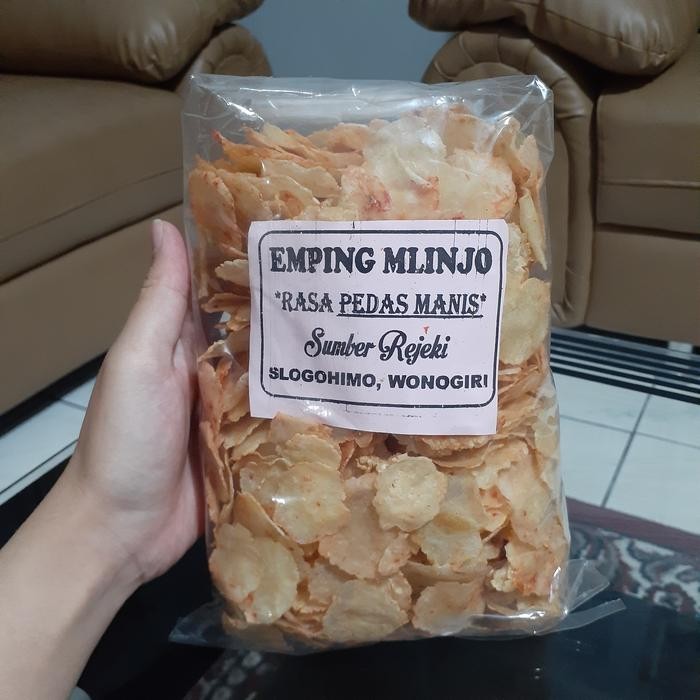 EMPING MLINJO
*RASA PEDAS MANIS*
Sumber Rejeki
SLOGOHIMO, WONOGIRI